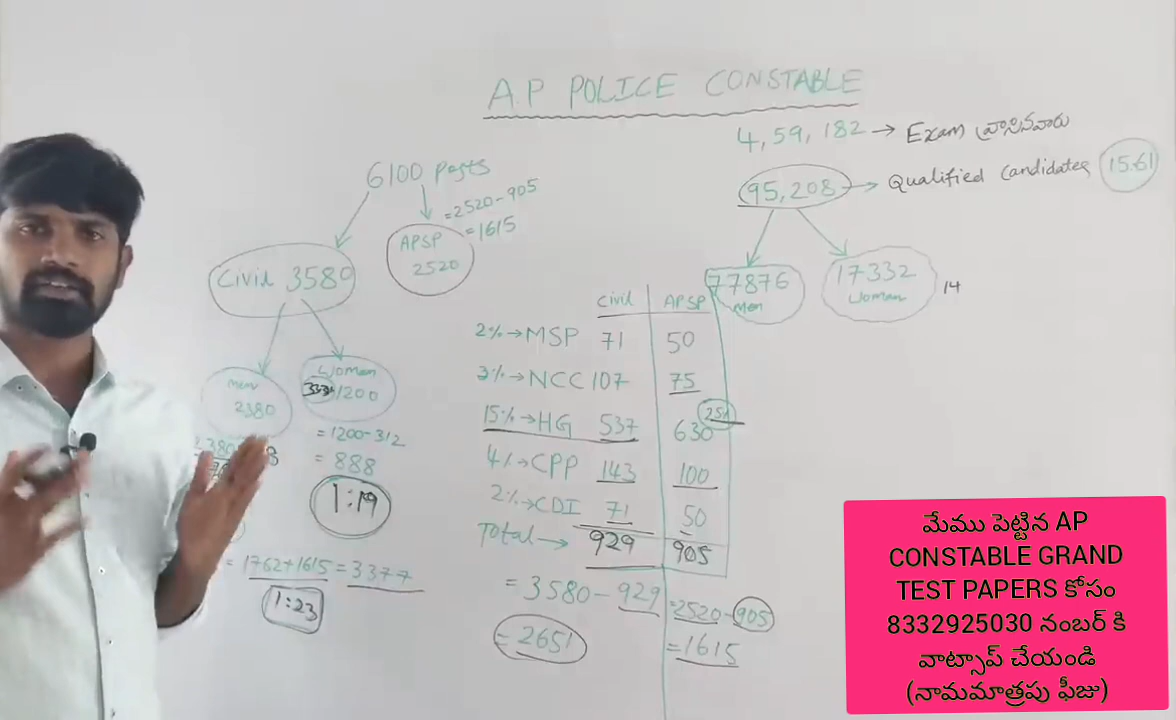 A.P POLICE CONSTABLE
4,59,182 → Exam వ్రాసినవారు
95,208 → Qualified Candidates 15.61
77876
Men
17332
Woman
14
6100 posts
=2520-905
=1615
APSP
2520
Civil 3580
men
2380
Woman
1200
=1200-312
= 888
1:19
= 1762+1615 = 3377
1:23
Civil APSP
2% → MSP 71 50
3% → NCC 107 75
15% → HG 537 630 25%
4% → CPP 143 100
2% → CDI 71 50
Total → 929 905
= 3580 - 929
= 2651
=2520-905
=1615
మేము పెట్టిన AP
CONSTABLE GRAND
TEST PAPERS కోసం
8332925030 నంబర్ కి
వాట్సాప్ చేయండి
(నామమాత్రపు ఫీజు)